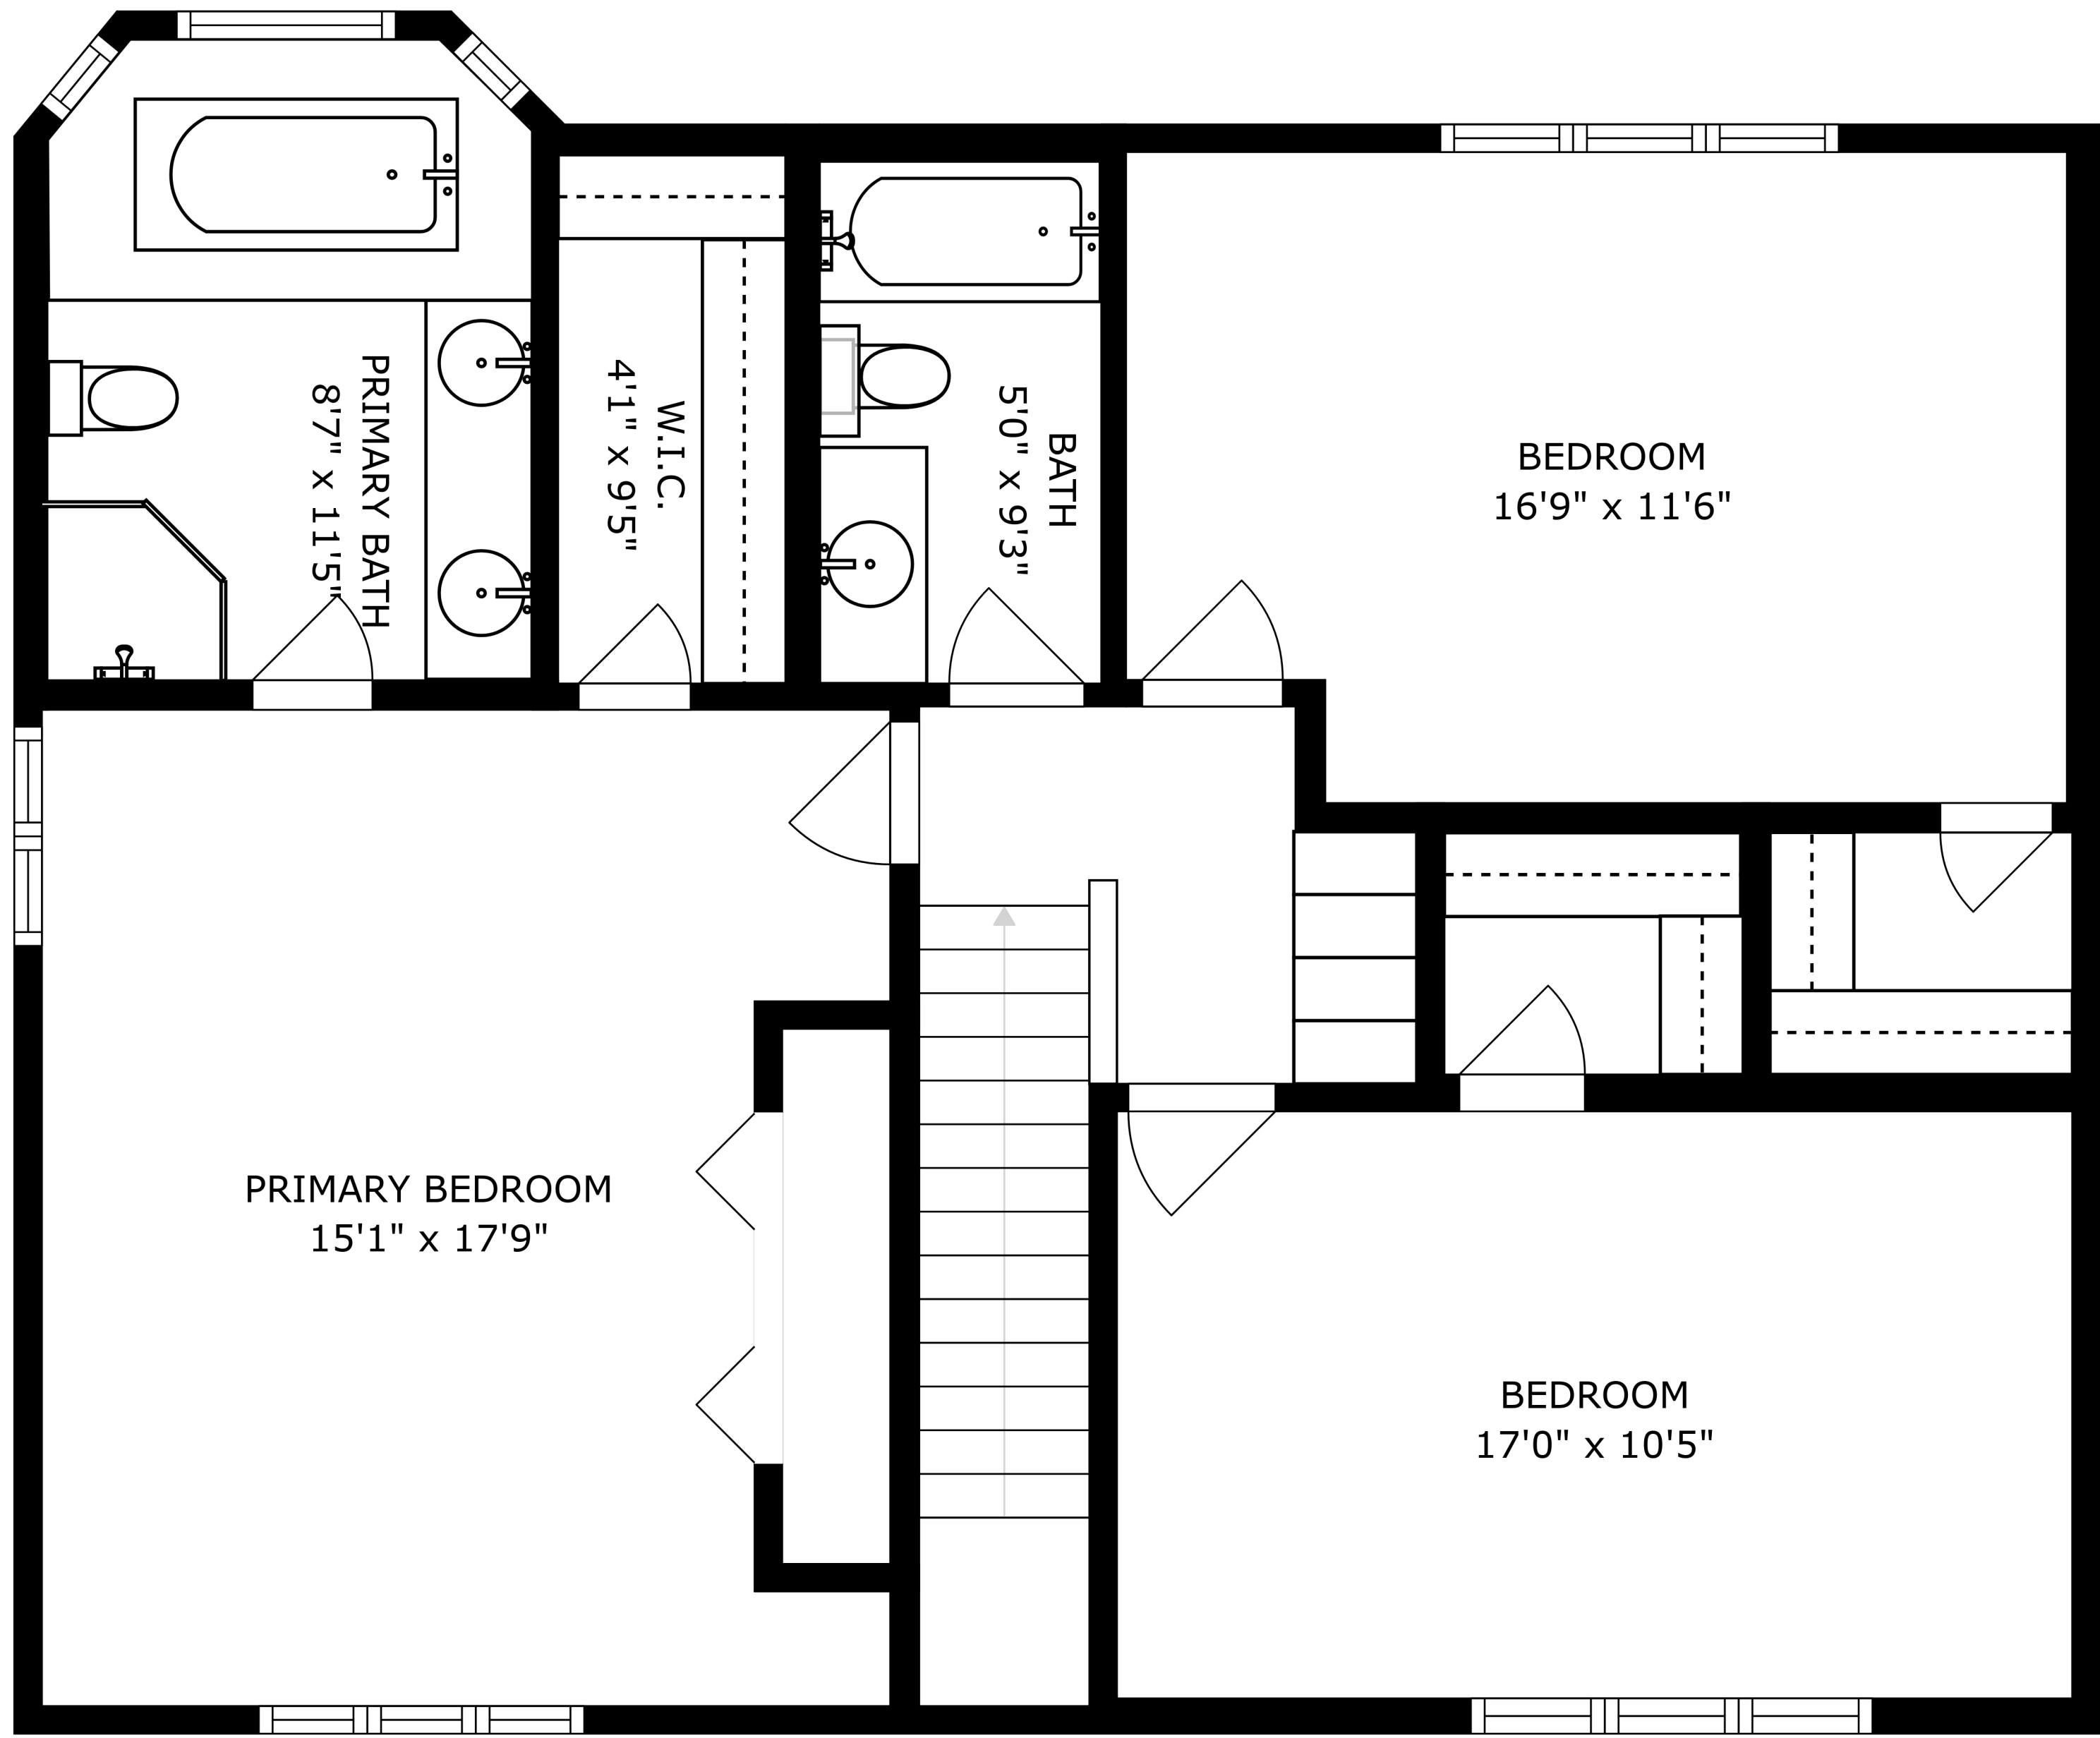 PRIMARY BATH
8'7" x 11'5"
W.I.C.
4'1" x 9'5"
BATH
5'0" x 9'3"
BEDROOM
16'9" x 11'6"
PRIMARY BEDROOM
15'1" x 17'9"
BEDROOM
17'0" x 10'5"